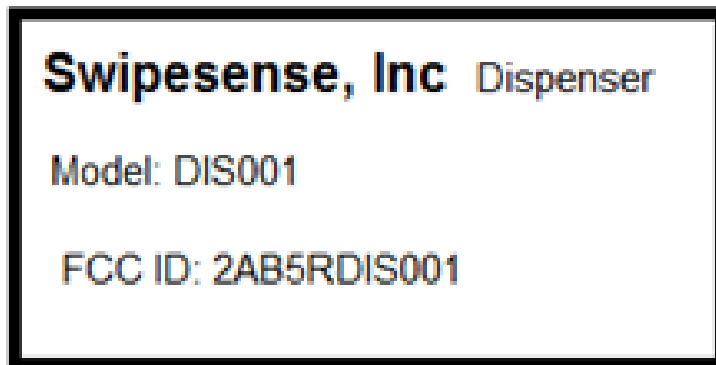 Swipesense, Inc Dispenser
Model: DIS001
FCC ID: 2AB5RDIS001